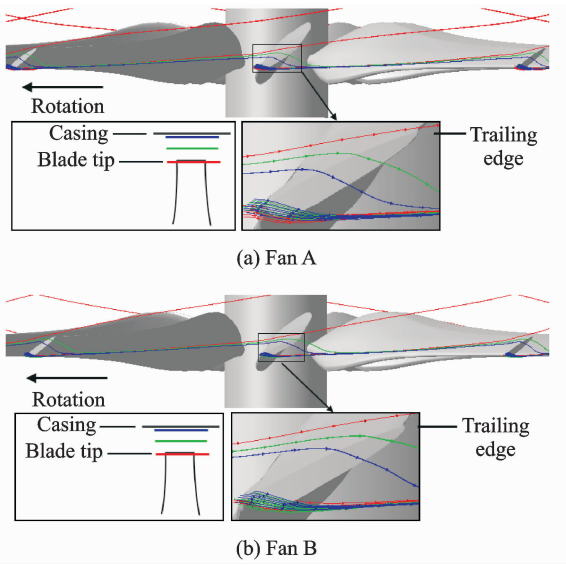 Rotation
Casing
Blade tip
Trailing
edge
(a) Fan A
Rotation
Casing
Blade tip
Trailing
edge
(b) Fan B